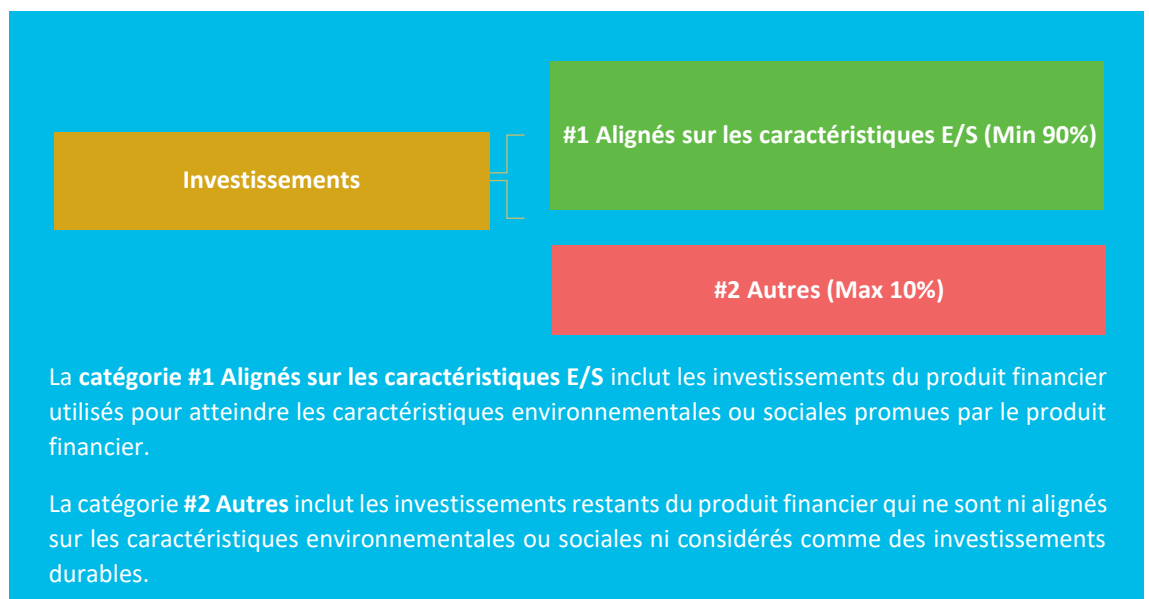 #1 Alignés sur les caractéristiques E/S (Min 90%)
Investissements
#2 Autres (Max 10%)
La catégorie #1 Alignés sur les caractéristiques E/S inclut les investissements du produit financier
utilisés pour atteindre les caractéristiques environnementales ou sociales promues par le produit
financier.
La catégorie #2 Autres inclut les investissements restants du produit financier qui ne sont ni alignés
sur les caractéristiques environnementales ou sociales ni considérés comme des investissements
durables.